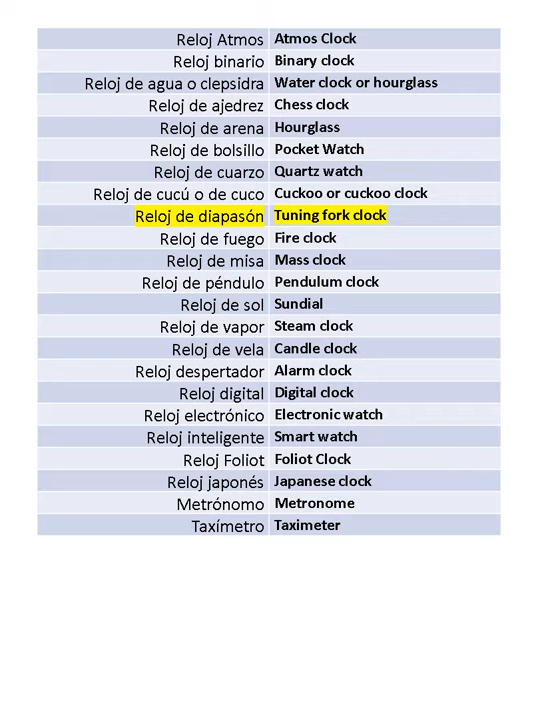 Reloj Atmos Atmos Clock
Reloj binario Binary clock
Reloj de agua o clepsidra Water clock or hourglass
Reloj de ajedrez Chess clock
Reloj de arena Hourglass
Reloj de bolsillo Pocket Watch
Reloj de cuarzo Quartz watch
Reloj de cucú o de cuco Cuckoo or cuckoo clock
Reloj de diapasón Tuning fork clock
Reloj de fuego Fire clock
Reloj de misa Mass clock
Reloj de péndulo Pendulum clock
Reloj de sol Sundial
Reloj de vapor Steam clock
Reloj de vela Candle clock
Reloj despertador Alarm clock
Reloj digital Digital clock
Reloj electrónico Electronic watch
Reloj inteligente Smart watch
Reloj Foliot Foliot Clock
Reloj japonés Japanese clock
Metrónomo Metronome
Taxímetro Taximeter